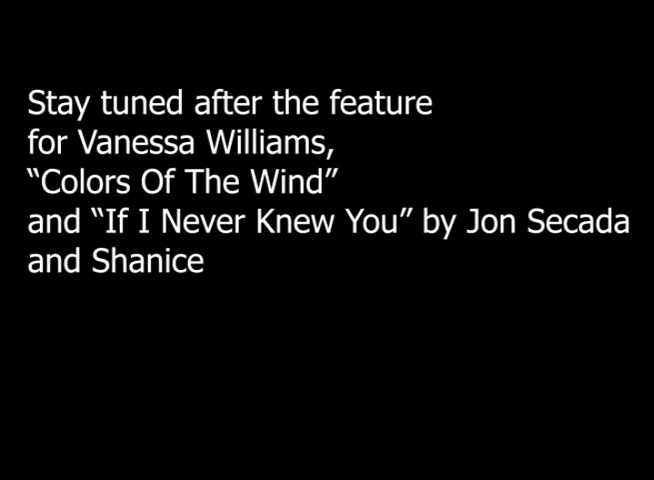 Stay tuned after the feature
for Vanessa Williams,
“Colors Of The Wind”
and “If I Never Knew You” by Jon Secada
and Shanice